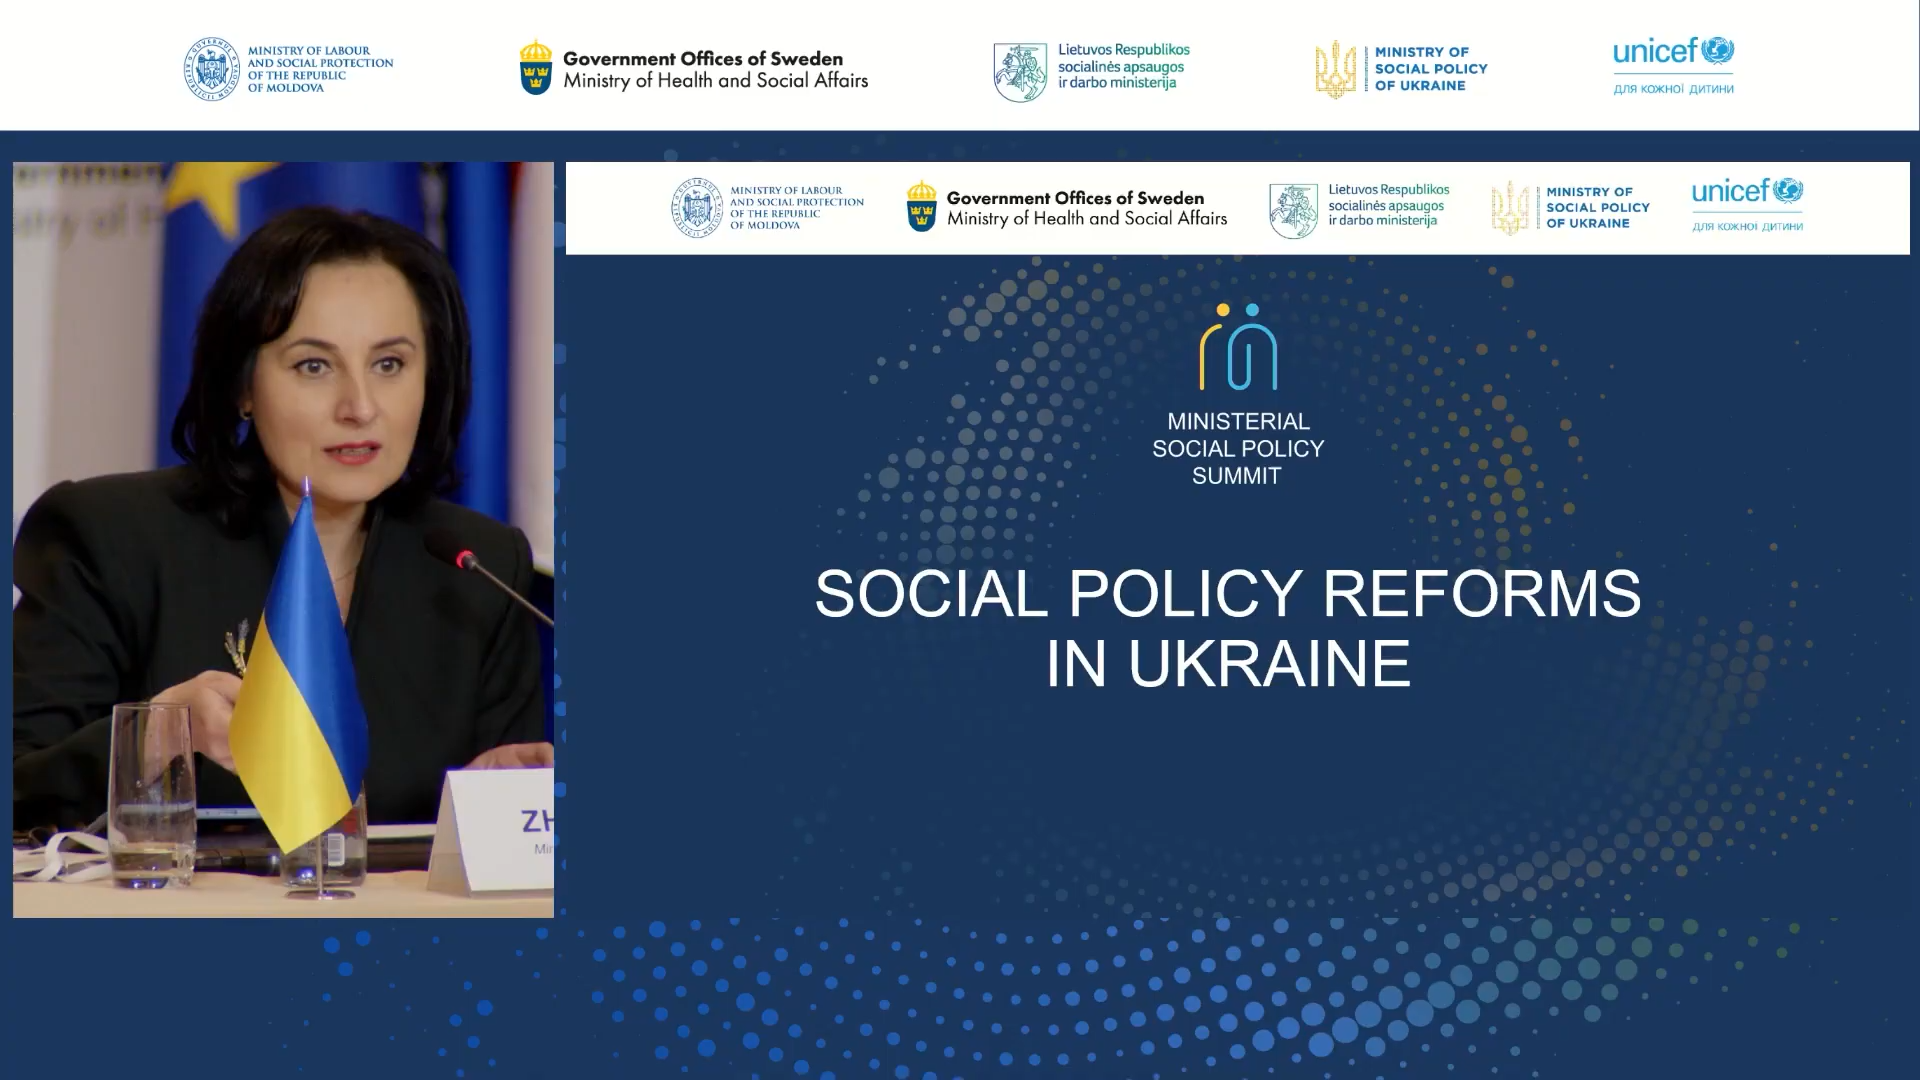 MINISTRY OF LABOUR
AND SOCIAL PROTECTION
OF THE REPUBLIC
OF MOLDOVA
Government Offices of Sweden
Ministry of Health and Social Affairs
Lietuvos Respublikos
socialinės apsaugos
ir darbo ministerija
MINISTRY OF
SOCIAL POLICY
OF UKRAINE
unicef
ДЛЯ КОЖНОЇ ДИТИНИ
MINISTRY OF LABOUR
AND SOCIAL PROTECTION
OF THE REPUBLIC
OF MOLDOVA
Government Offices of Sweden
Ministry of Health and Social Affairs
Lietuvos Respublikos
socialinės apsaugos
ir darbo ministerija
MINISTRY OF
SOCIAL POLICY
OF UKRAINE
unicef
ДЛЯ КОЖНОЇ ДИТИНИ
MINISTERIAL
SOCIAL POLICY
SUMMIT
SOCIAL POLICY REFORMS
IN UKRAINE
ZH
Min